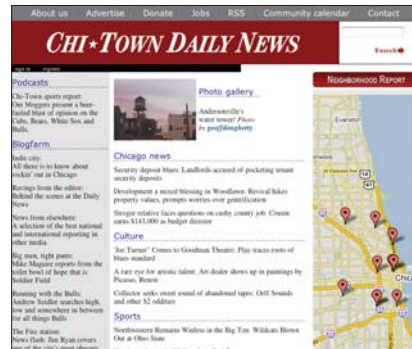 About us Advertise Donate Jobs RSS Community calendar Contact
CHI★TOWN DAILY NEWS
Search
sign in register
Podcasts
Chi-Town sports report:
Our bloggers present a beer-
fueled blast of opinion on the
Cubs, Bears, White Sox and
Bulls.
Blogfarm
Indie city:
All there is to know about
rockin' out in Chicago
Ravings from the editor:
Behind the scenes at the Daily
News
News from elsewhere:
A selection of the best national
and international reporting in
other media
Big men, tight pants:
Mike Maguire reports from the
toilet bowl of hope that is
Soldier Field
Running with the Bulls:
Andrew Seidler searches high,
low and somewhere in between
for all things Bulls
The Fire station:
News flash: Jim Ryan covers
Photo gallery
Andersonville's
water tower! Photo
by geoffdougherty
Chicago news
Security deposit blues: Landlords accused of pocketing tenant
security deposits
Development a mixed blessing in Woodlawn: Revival hikes
property values, prompts worries over gentrification
Stroger relative faces questions on cushy county job: Cousin
earns $143,000 as budget director
Culture
'Joe Turner" Comes to Goodman Theatre: Play traces roots of
blues standard
A rare eye for artistic talent: Art dealer shows up in paintings by
Picasso, Renoir
Collector seeks sweet sound of abandoned tapes: Orff Sounds
and other $2 oddities
Sports
Northwestern Remains Winless in the Big Ten: Wildcats Blown
Out at Ohio State
NEIGHBORHOOD REPORT
Evanston
14
41
Chic